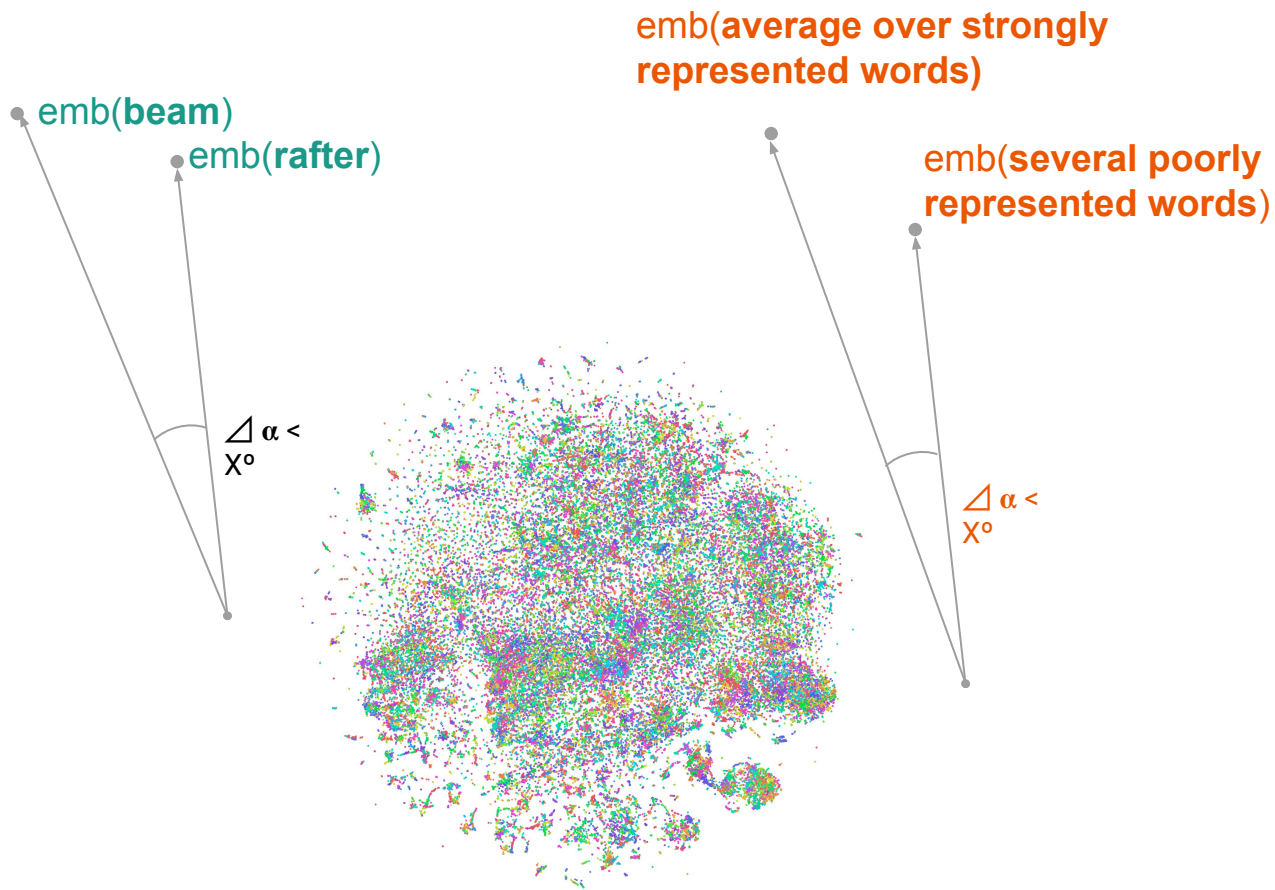 emb(average over strongly
represented words)
emb(beam)
emb(rafter)
emb(several poorly
represented words)
⊿ α <
Xº
⊿ α <
Xº